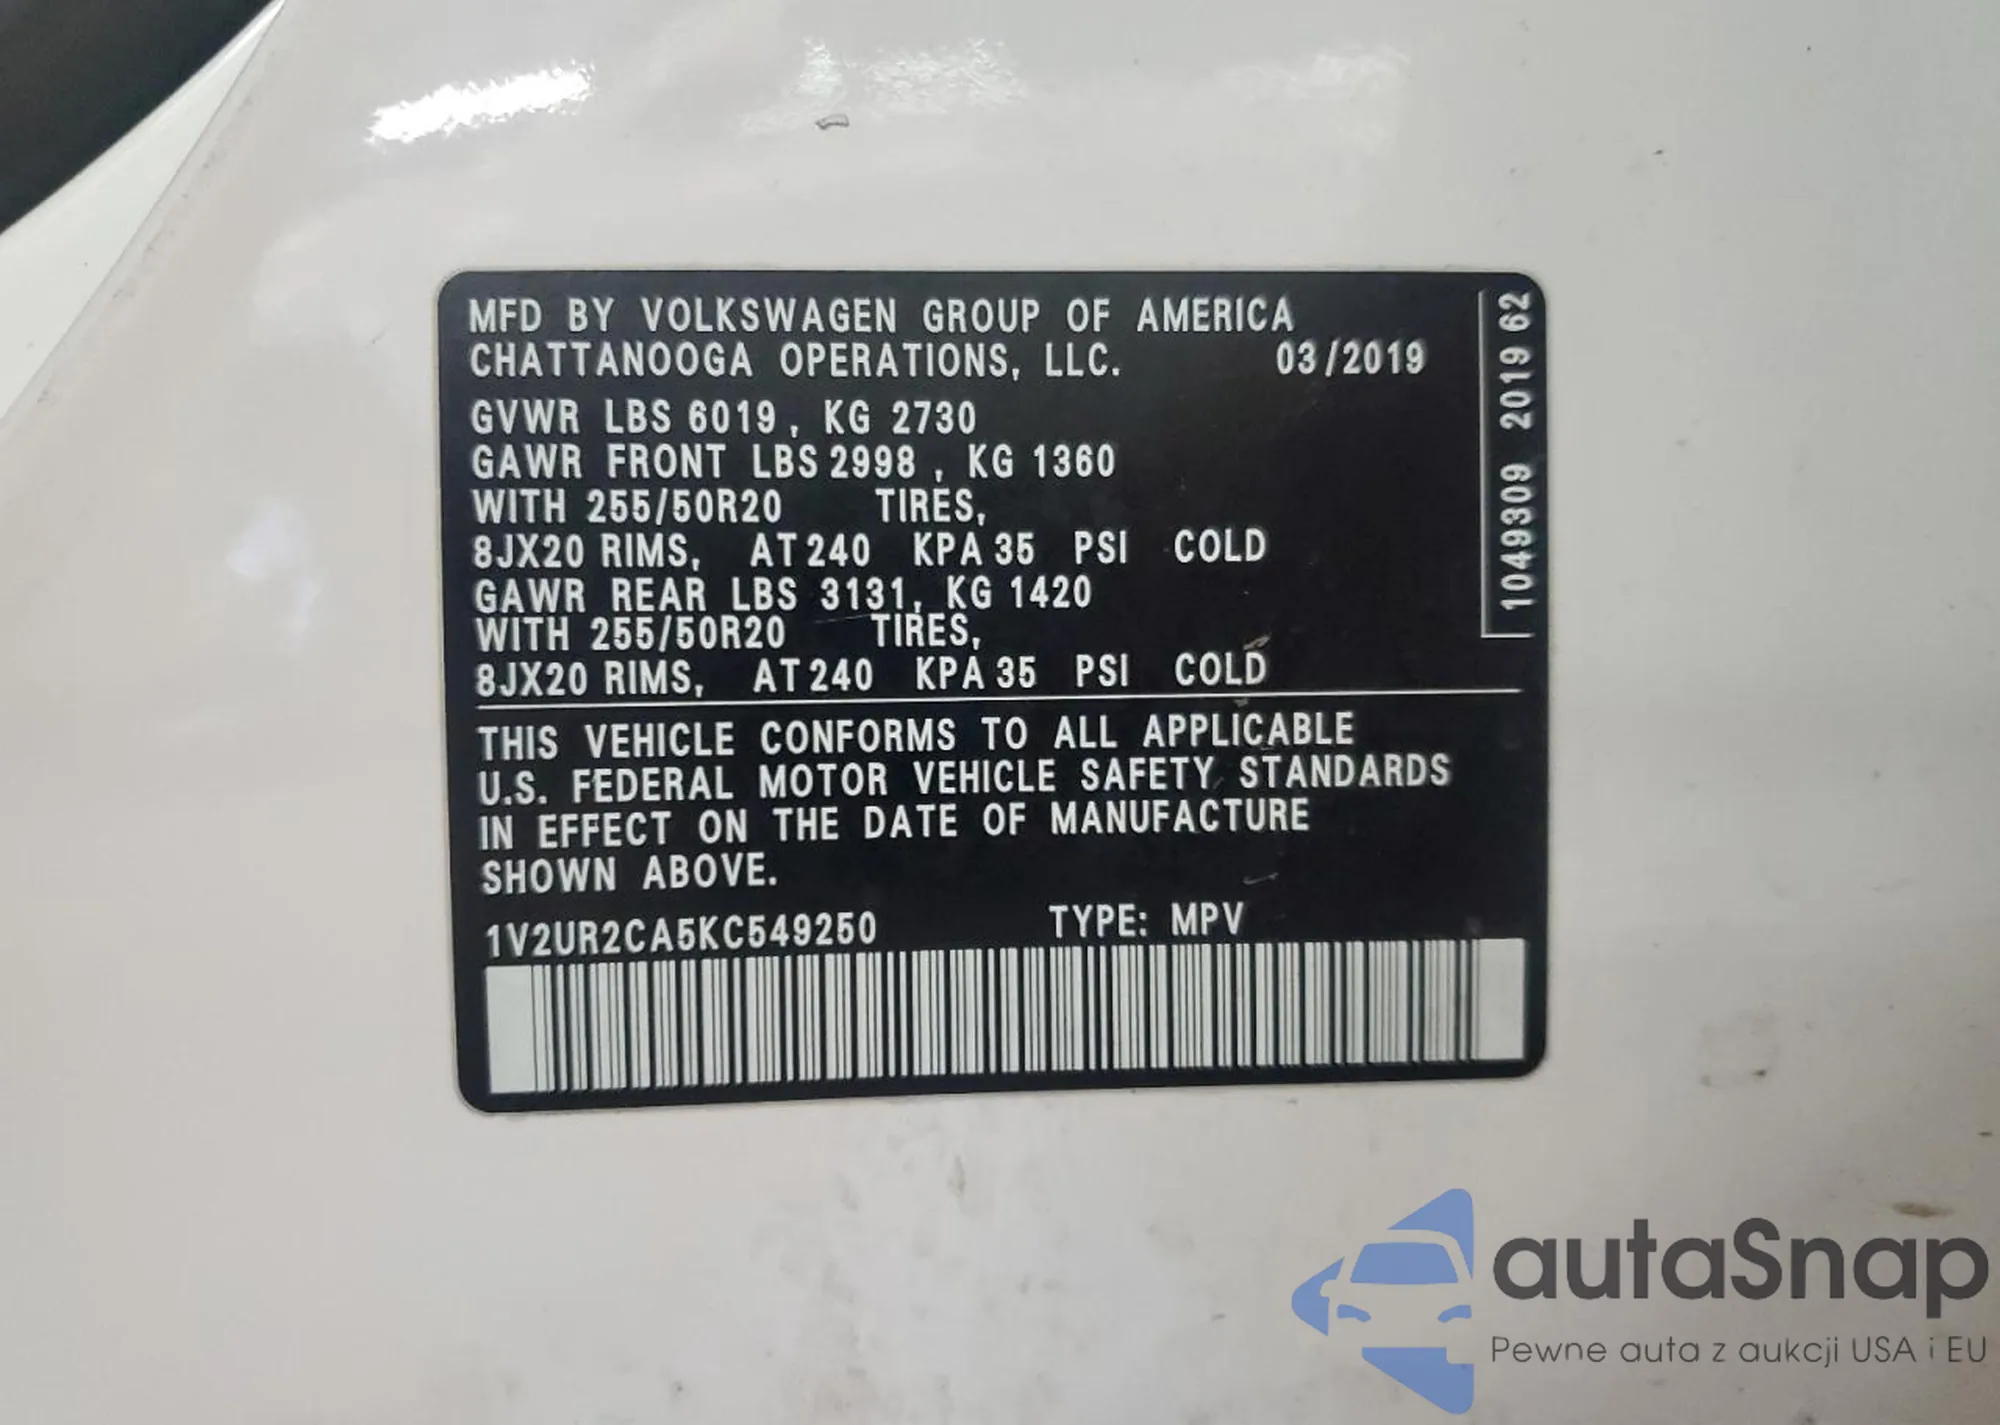 MFD BY VOLKSWAGEN GROUP OF AMERICA
CHATTANOOGA OPERATIONS, LLC. 03/2019
GVWR LBS 6019, KG 2730
GAWR FRONT LBS 2998, KG 1360
WITH 255/50R20 TIRES,
8JX20 RIMS, AT 240 KPA 35 PSI COLD
GAWR REAR LBS 3131, KG 1420
WITH 255/50R20 TIRES,
8JX20 RIMS, AT 240 KPA 35 PSI COLD
THIS VEHICLE CONFORMS TO ALL APPLICABLE
U.S. FEDERAL MOTOR VEHICLE SAFETY STANDARDS
IN EFFECT ON THE DATE OF MANUFACTURE
SHOWN ABOVE.
1V2UR2CA5KC549250 TYPE: MPV
10493909 2019 62
autaSnap
Pewne auta z aukcji USA i EU